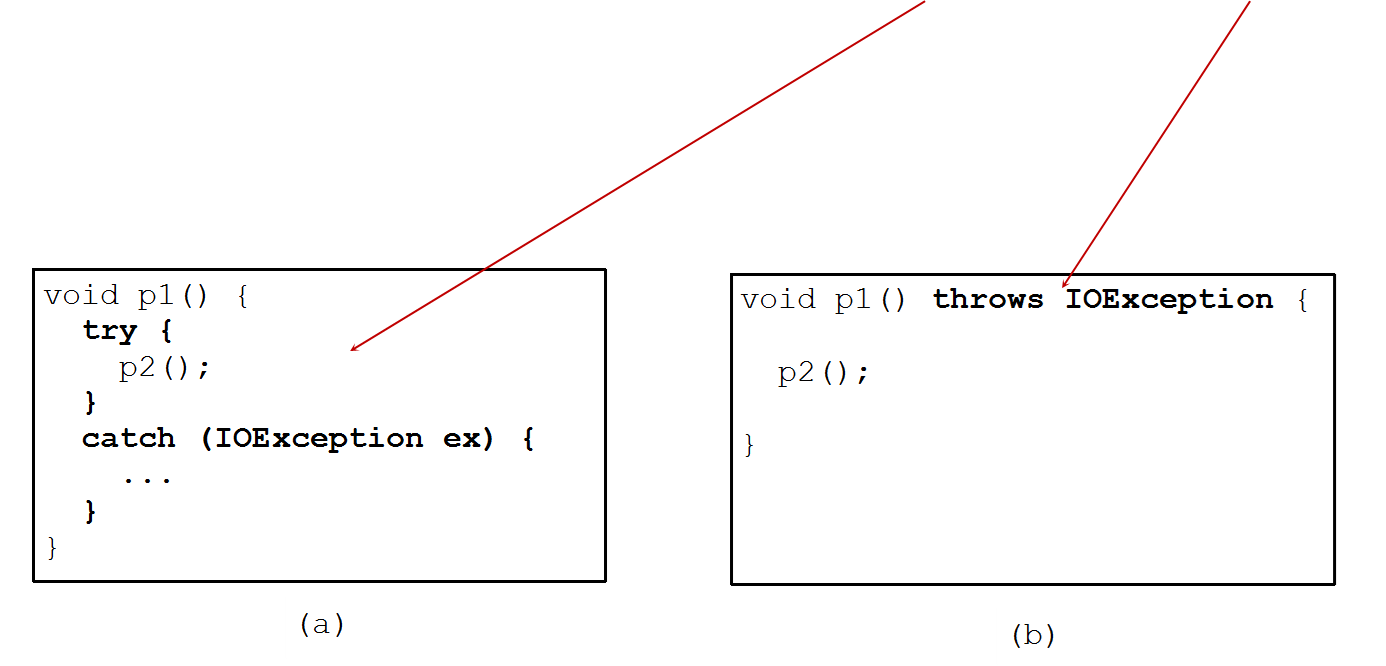 void p1() {
  try {
    p2();
  }
  catch (IOException ex) {
    ...
  }
}
(a)
void p1() throws IOException {
  p2();
}
(b)